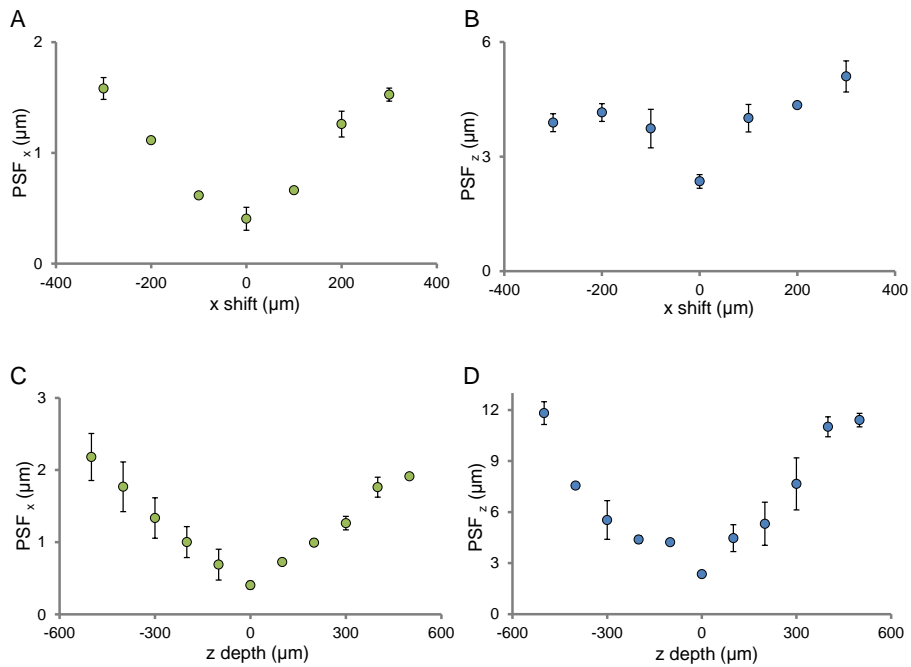 A
2
1
0
-400
-200
0
200
400
PSF x (µm)
x shift (µm)
B
6
3
0
-400
-200
0
200
400
PSF z (µm)
x shift (µm)
C
3
2
1
0
-600
-300
0
300
600
PSF x (µm)
z depth (µm)
D
12
9
6
3
0
-600
-300
0
300
600
PSF z (µm)
z depth (µm)